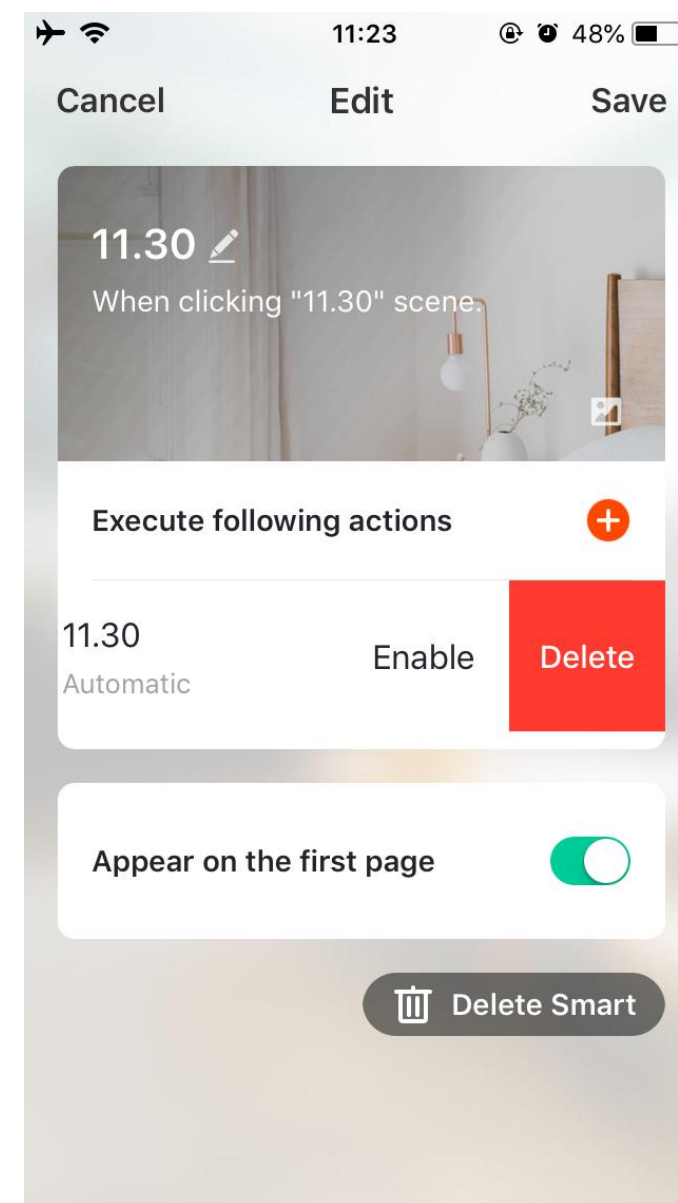 11:23 48%
Cancel Edit Save
11.30
When clicking "11.30" scene.
Execute following actions
11.30
Automatic
Enable Delete
Appear on the first page
Delete Smart